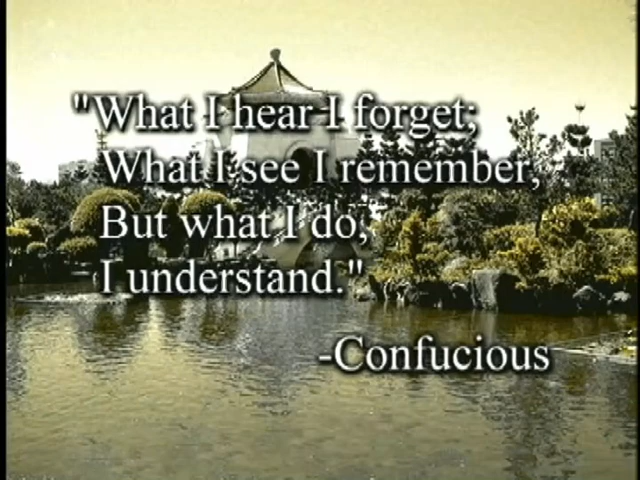 "What I hear I forget;
What I see I remember,
But what I do,
I understand."
-Confucious